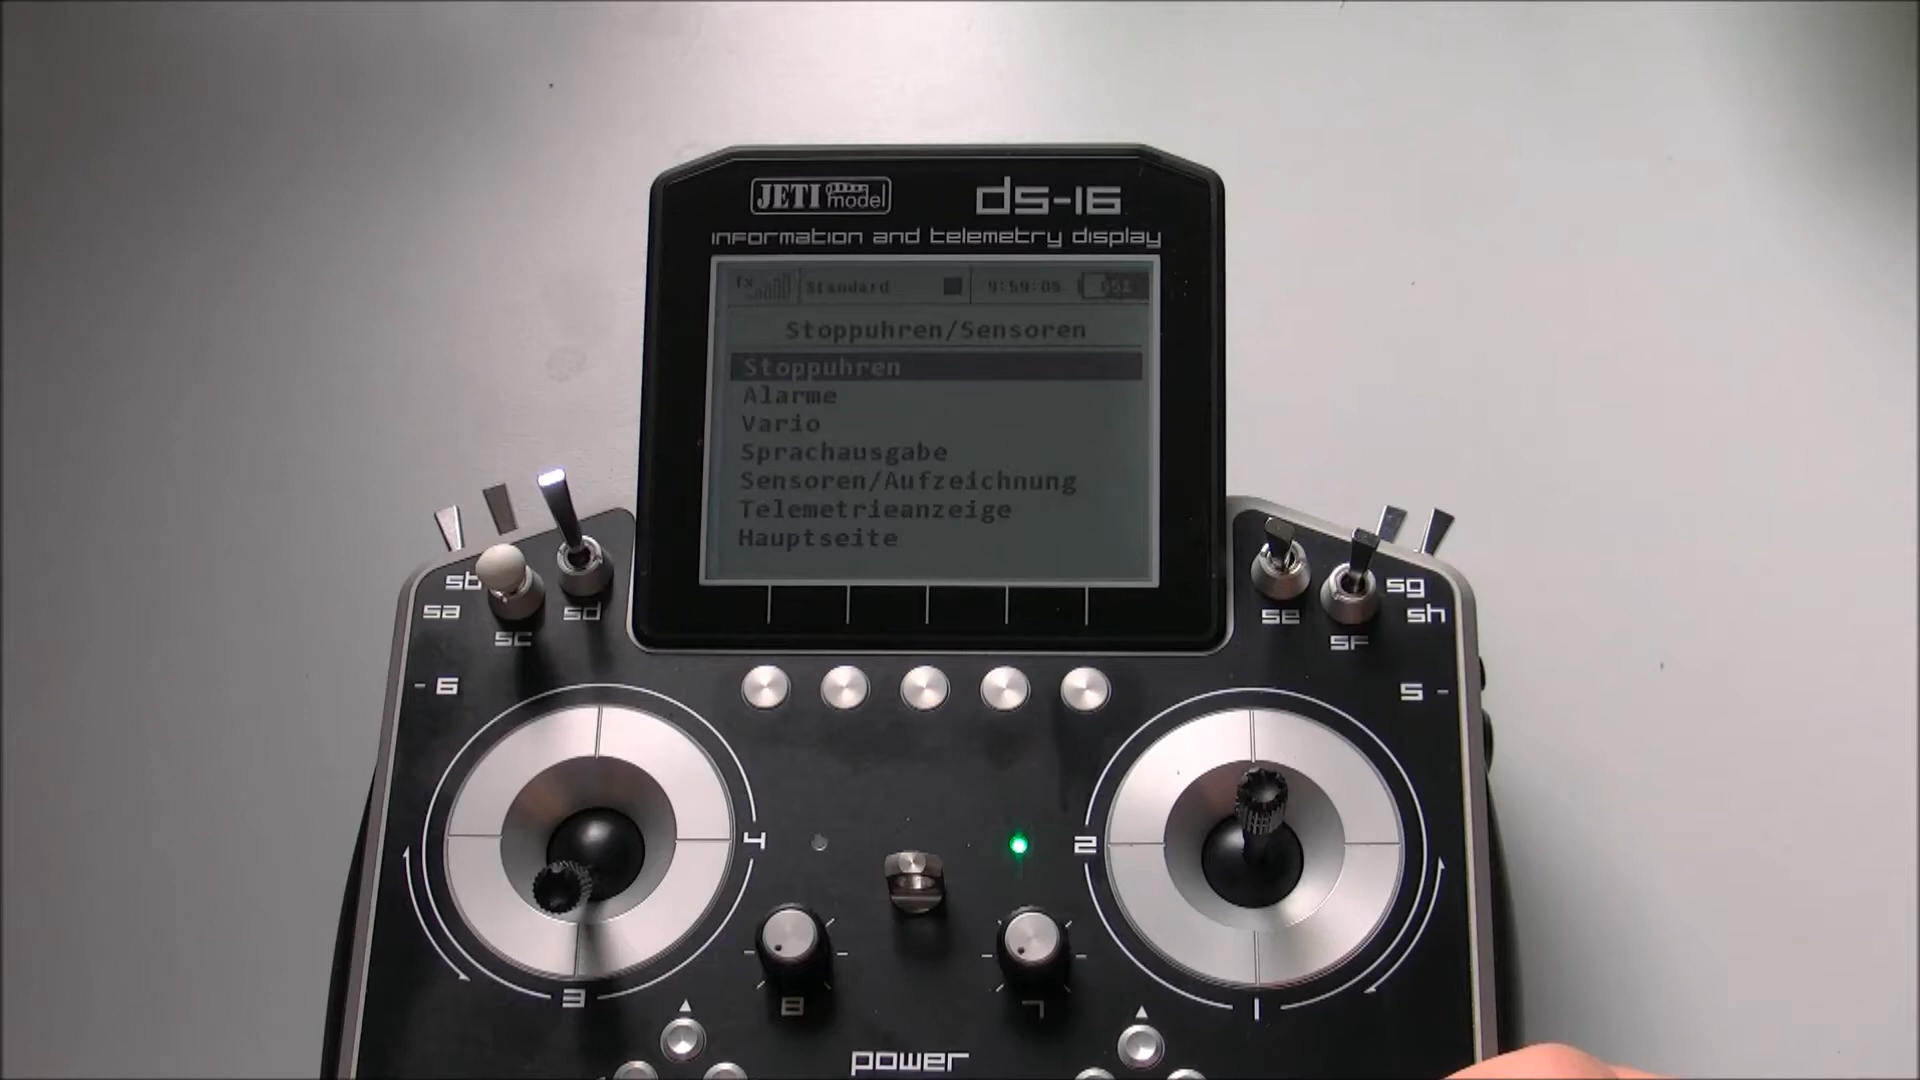 JETI model
ds-16
information and telemetry display
fx Standard 9:59:09
Stoppuhren/Sensoren
Stoppuhren
Alarme
Vario
Sprachausgabe
Sensoren/Aufzeichnung
Telemetrieanzeige
Hauptseite
sb
sa
sc
sd
se
sf
sg
sh
- 6
5 -
4
2
3
1
8
7
power